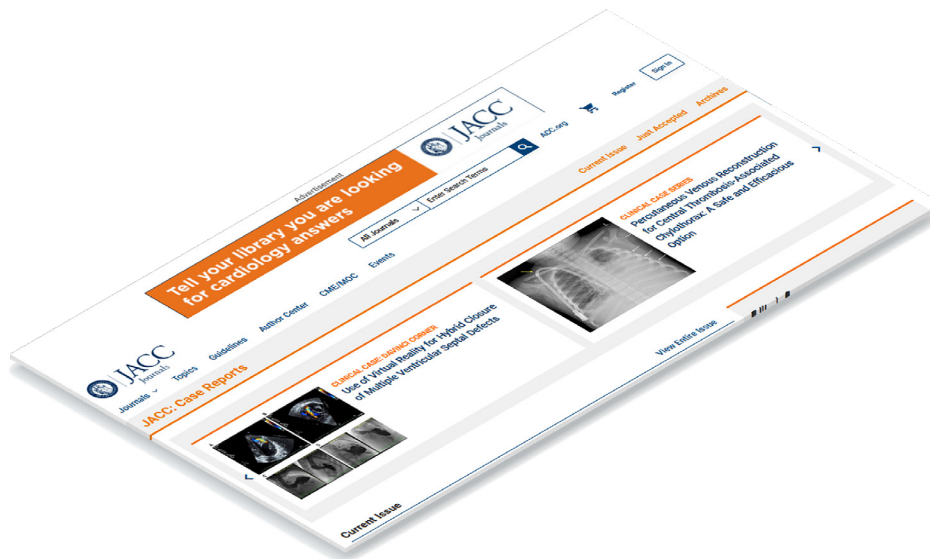 Advertisement
Tell your library you are looking
for cardiology answers
JACC
Journals
JACC
Journals
All Journals
Enter Search Terms
ACC.org
Register
Sign In
Journals
Topics
Guidelines
Author Center
CME/MOC
Events
JACC: Case Reports
Current Issue
Just Accepted
Archives
CLINICAL CASE: DAVINCI CORNER
Use of Virtual Reality for Hybrid Closure
of Multiple Ventricular Septal Defects
CLINICAL CASE SERIES
Percutaneous Venous Reconstruction
for Central Thrombosis-Associated
Chylothorax: A Safe and Efficacious
Option
Current Issue
View Entire Issue